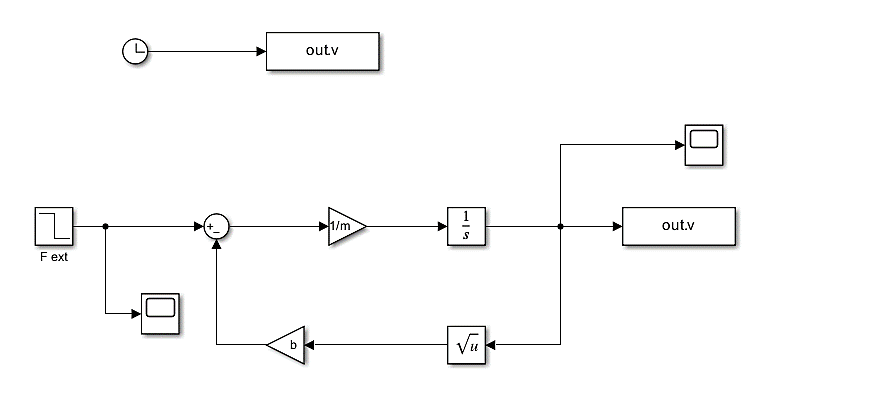 out.v
F ext
+_
1/m
1
s
out.v
b
√u